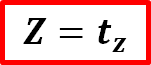 Z = t_z